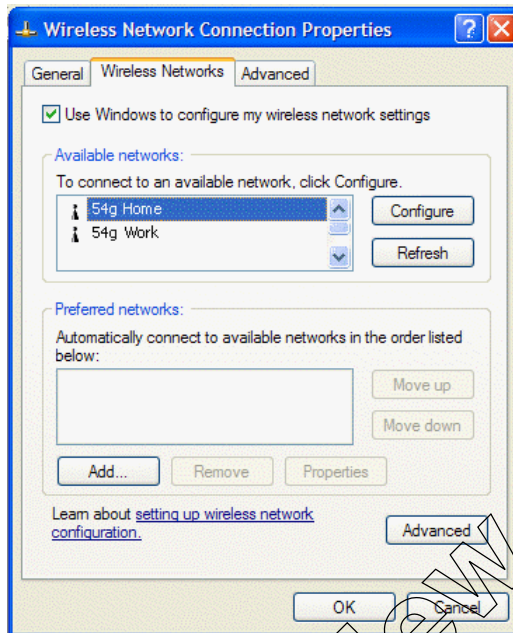 Wireless Network Connection Properties
General Wireless Networks Advanced
Use Windows to configure my wireless network settings
Available networks:
To connect to an available network, click Configure.
54g Home
54g Work
Configure
Refresh
Preferred networks:
Automatically connect to available networks in the order listed
below:
Move up
Move down
Add... Remove Properties
Learn about setting up wireless network
configuration.
Advanced
OK Cancel